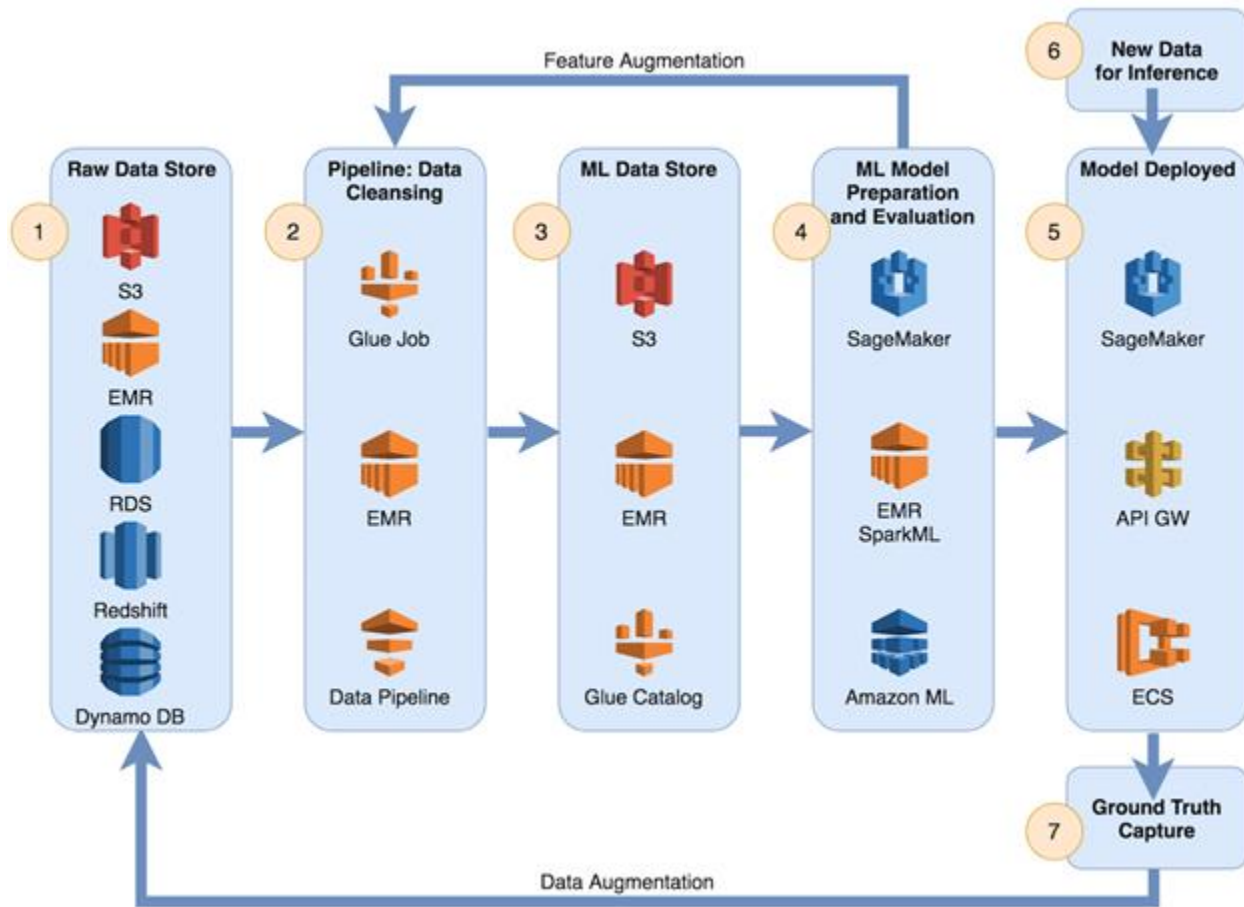 Feature Augmentation
6
New Data
for Inference
Raw Data Store
1
S3
EMR
RDS
Redshift
Dynamo DB
Pipeline: Data
Cleansing
2
Glue Job
EMR
Data Pipeline
ML Data Store
3
S3
EMR
Glue Catalog
ML Model
Preparation
and Evaluation
4
SageMaker
EMR
SparkML
Amazon ML
Model Deployed
5
SageMaker
API GW
ECS
7
Ground Truth
Capture
Data Augmentation